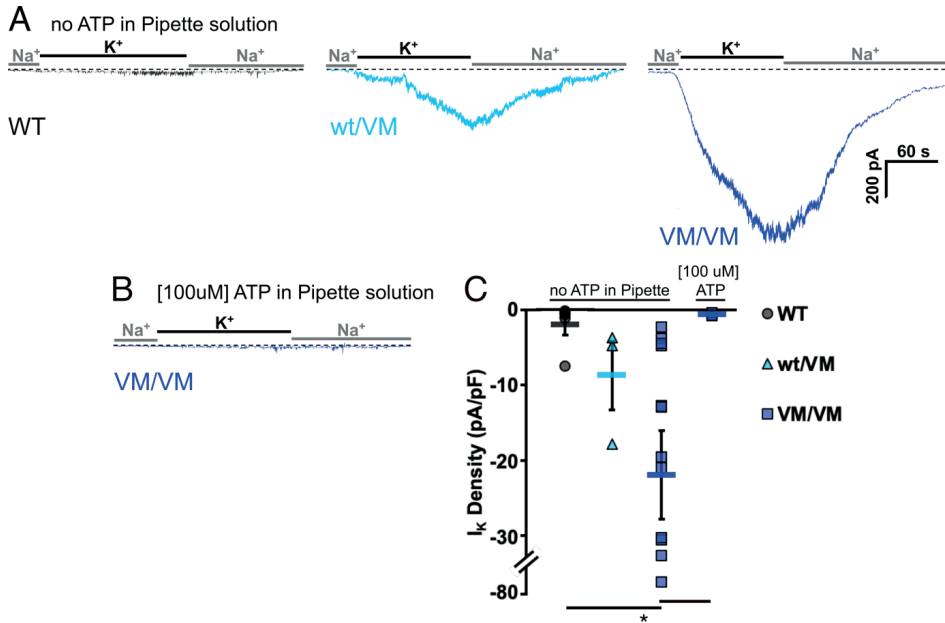 A no ATP in Pipette solution
Na⁺ K⁺ Na⁺
WT
Na⁺ K⁺ Na⁺
wt/VM
Na⁺ K⁺ Na⁺
VM/VM
60 s
200 pA
B [100uM] ATP in Pipette solution
Na⁺ K⁺ Na⁺
VM/VM
C
no ATP in Pipette
[100 uM]
ATP
I_K Density (pA/pF)
0
-10
-20
-30
-80
*
WT
wt/VM
VM/VM